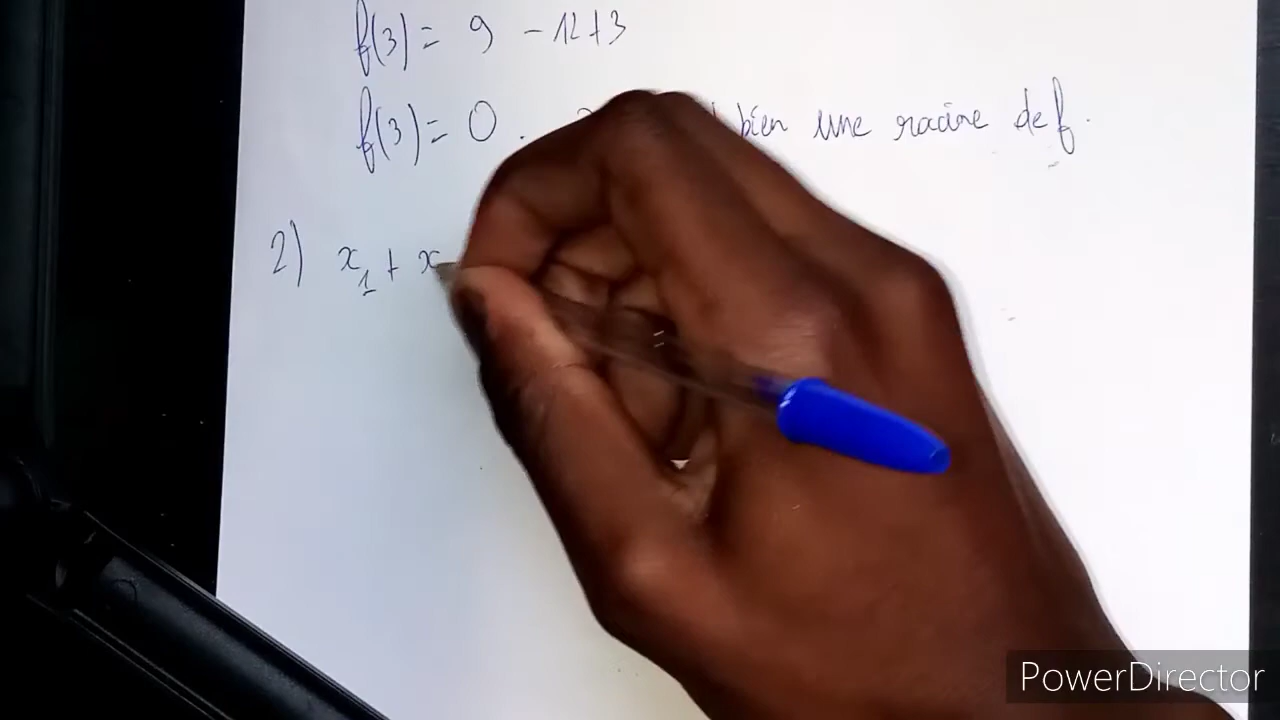 f(3) = 9 - 12 + 3
f(3) = 0 . bien une racine de f.
2) x₁ + x
PowerDirector